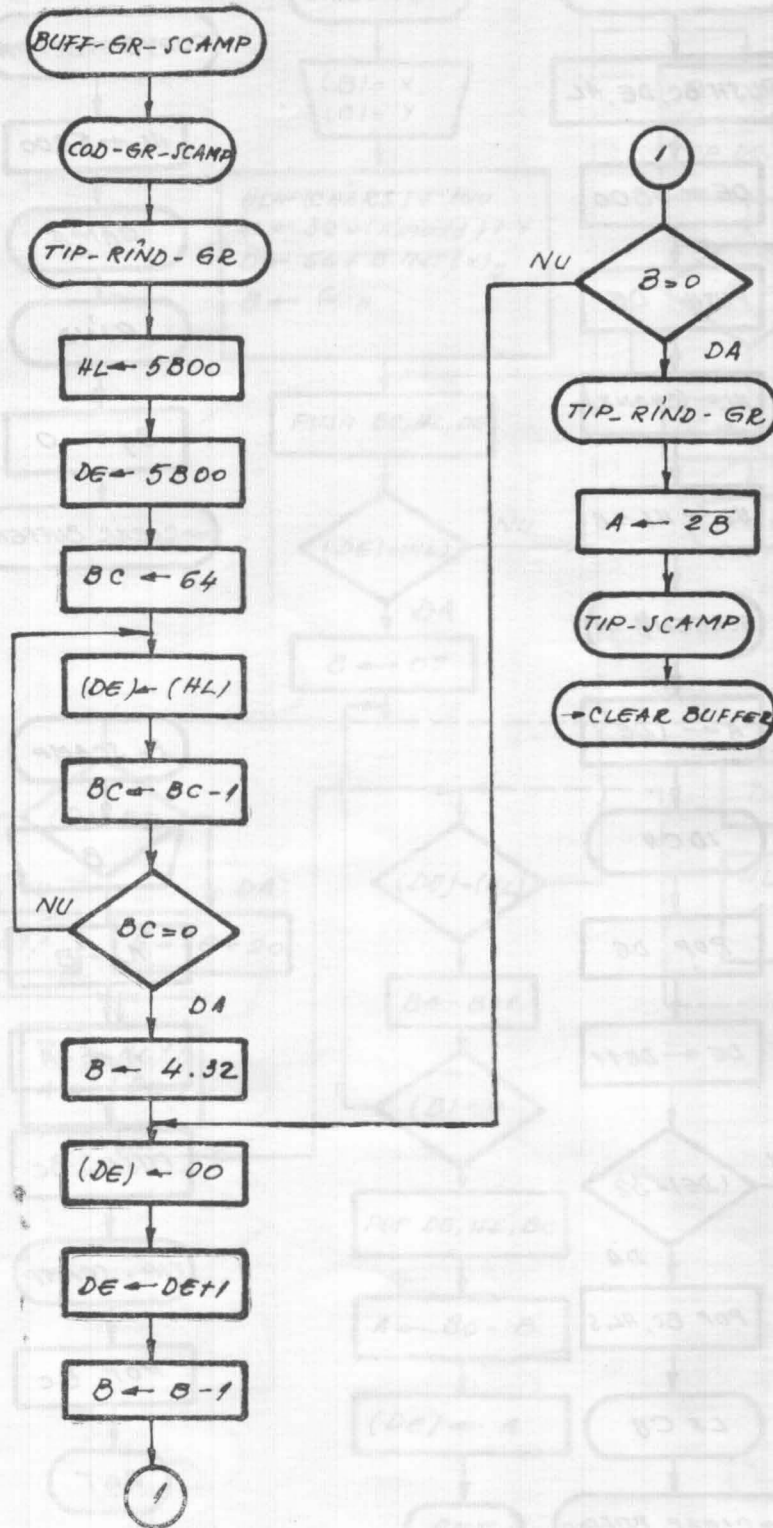 BUFF-GR-SCAMP
COD-GR-SCAMP
TIP-RIND-GR
HL ← 5800
DE ← 5800
BC ← 64
(DE) ← (HL)
BC ← BC-1
BC=0
NU
DA
B ← 4.32
(DE) ← 00
DE ← DE+1
B ← B-1
1
1
B=0
NU
DA
TIP-RIND-GR
A ← 2B
TIP-SCAMP
→ CLEAR BUFFER